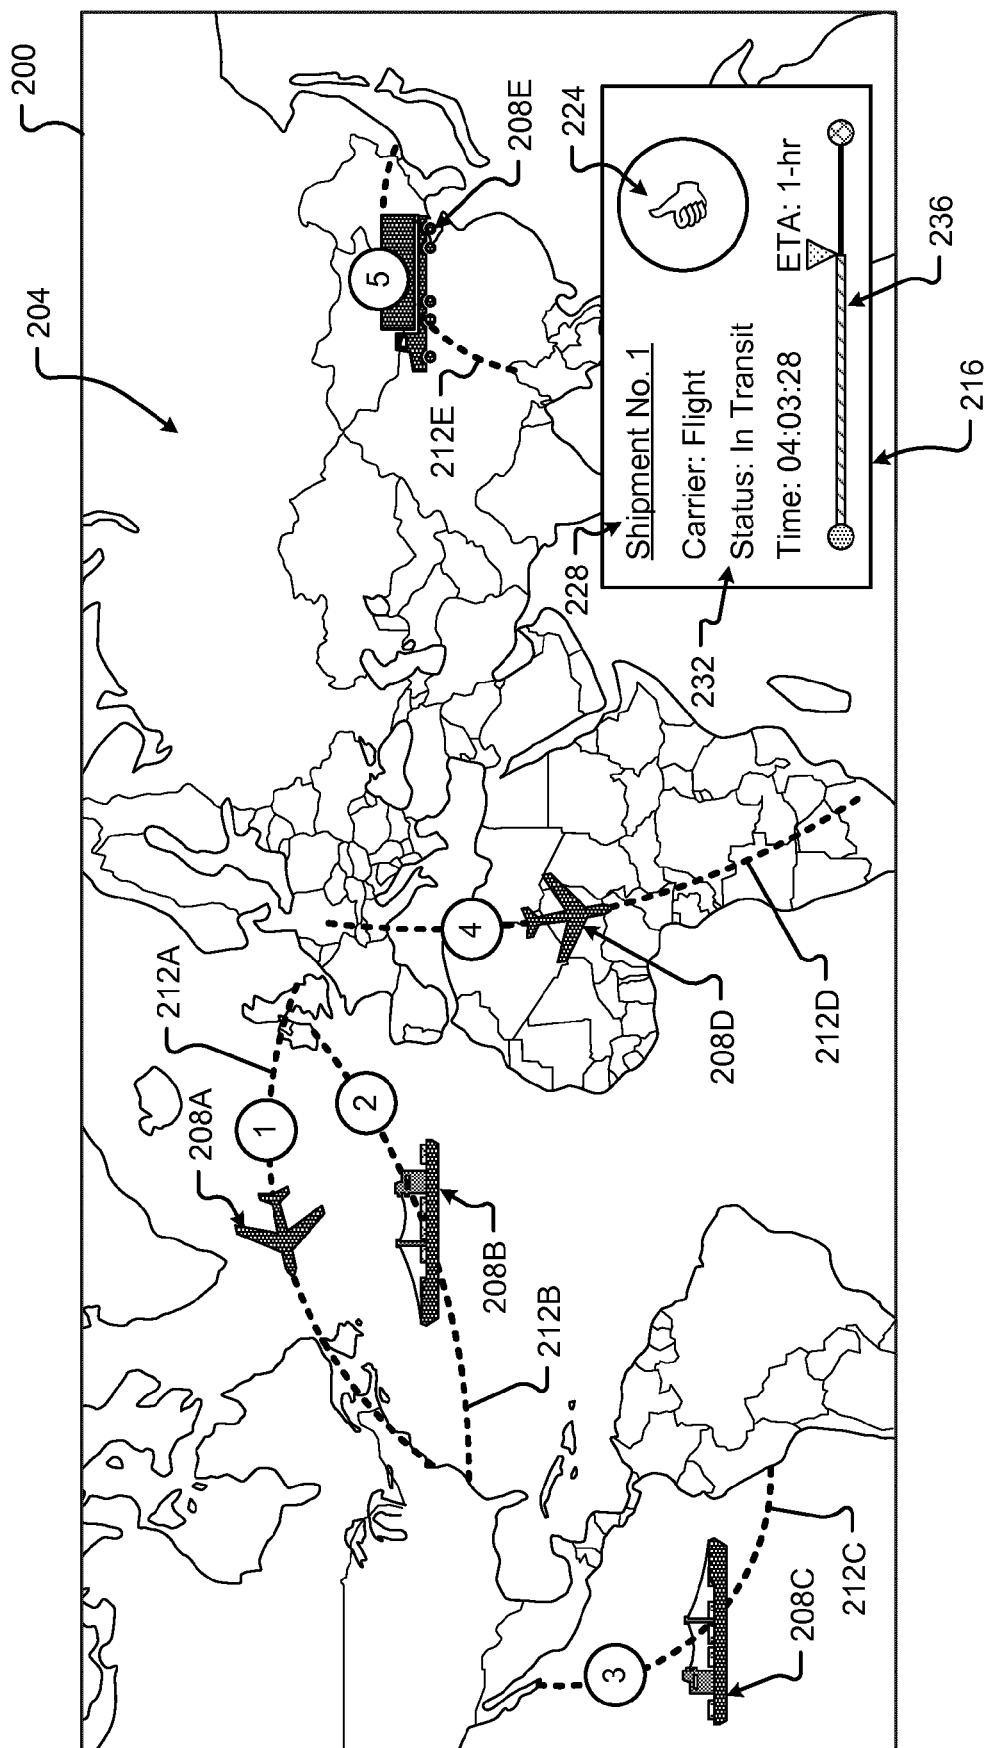 200
204
212A
208A
1
2
208B
212B
3
208C
212C
4
208D
212D
5
208E
212E
228
224
Shipment No. 1
Carrier: Flight
Status: In Transit
Time: 04:03:28
ETA: 1-hr
232
236
216